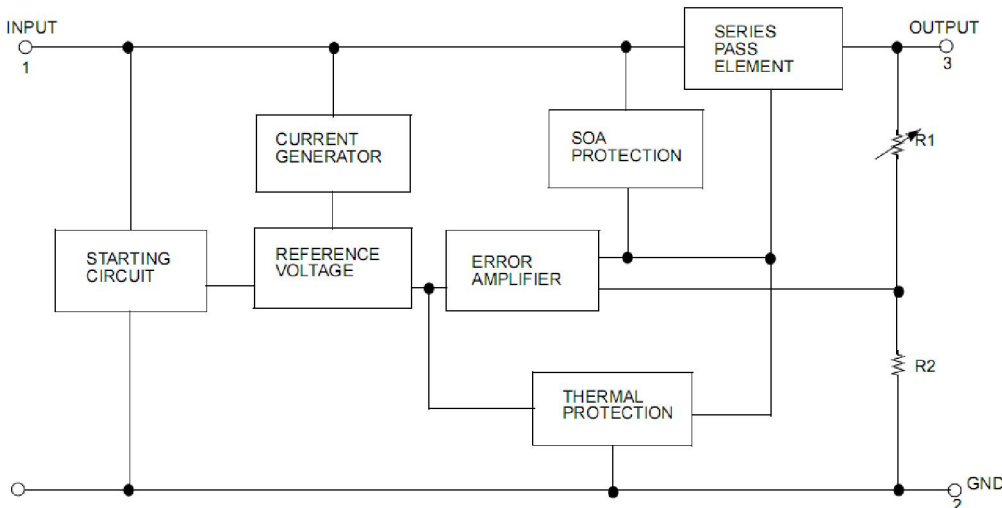 INPUT
1
SERIES
PASS
ELEMENT
OUTPUT
3
CURRENT
GENERATOR
SOA
PROTECTION
R1
STARTING
CIRCUIT
REFERENCE
VOLTAGE
ERROR
AMPLIFIER
R2
THERMAL
PROTECTION
GND
2